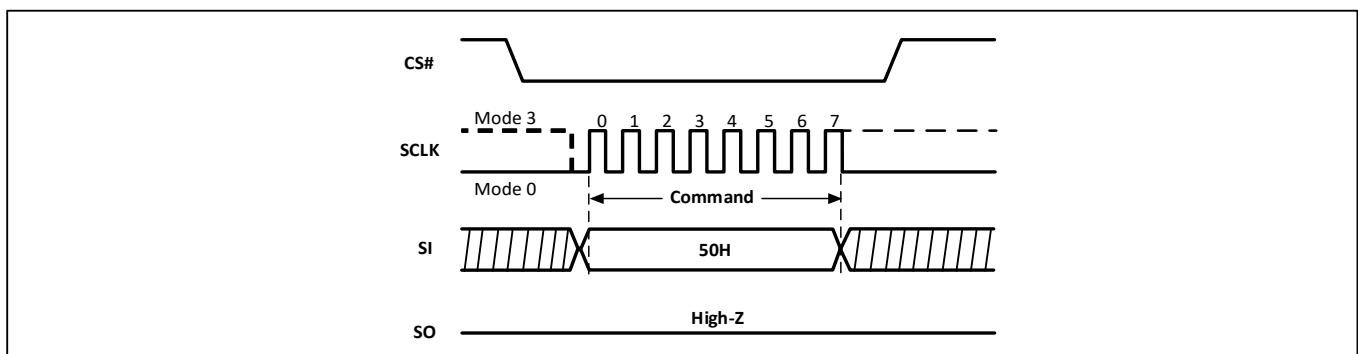 CS#
Mode 3
0 1 2 3 4 5 6 7
SCLK
Mode 0
Command
SI
50H
High-Z
SO